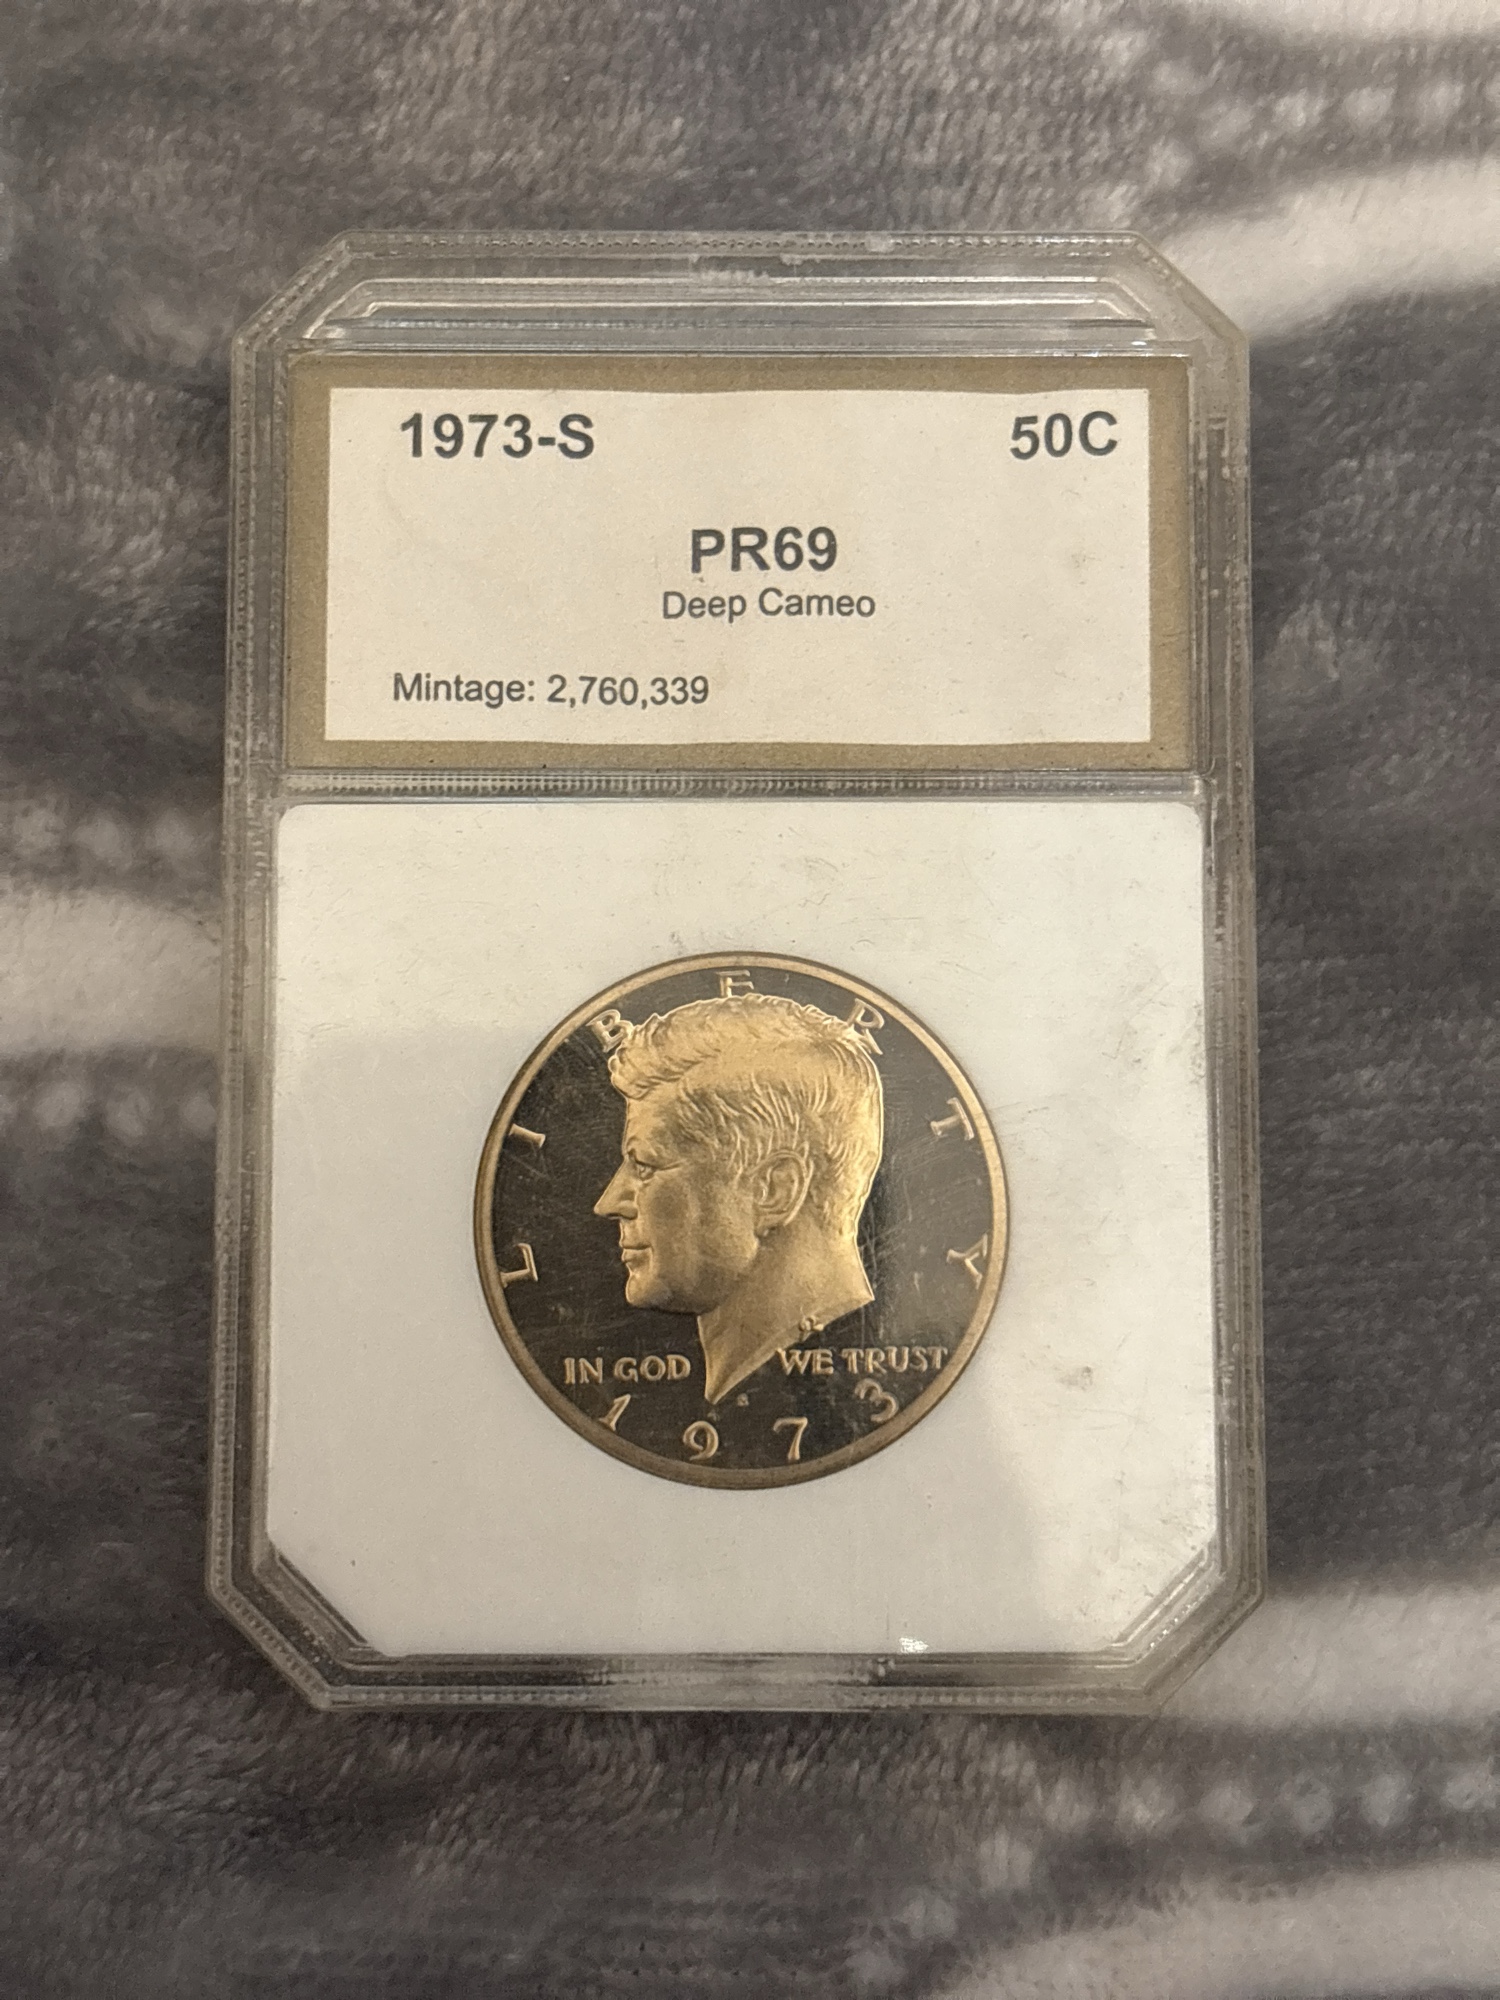 1973-S 50C
PR69
Deep Cameo
Mintage: 2,760,339
LIBERTY
IN GOD WE TRUST
S
1973